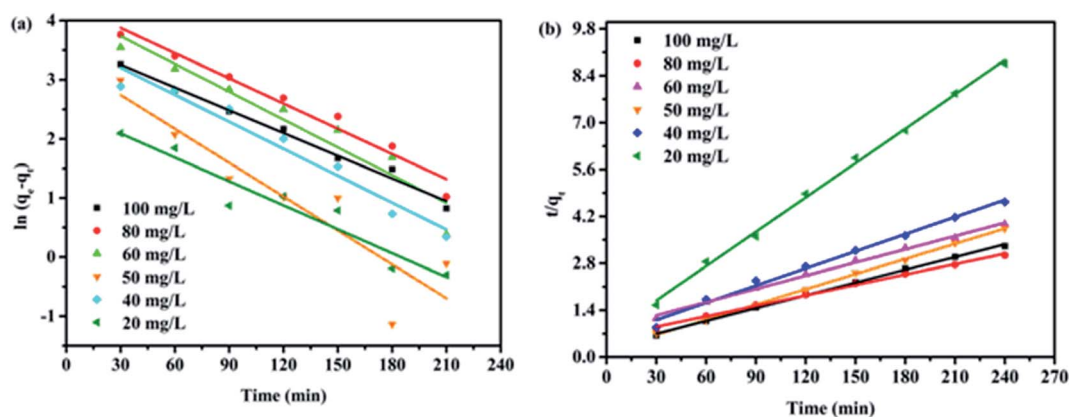 (a)
4
3
2
1
0
-1
ln (qe-qt)
100 mg/L
80 mg/L
60 mg/L
50 mg/L
40 mg/L
20 mg/L
0 30 60 90 120 150 180 210 240
Time (min)
(b)
9.8
8.4
7.0
5.6
4.2
2.8
1.4
0.0
t/qt
100 mg/L
80 mg/L
60 mg/L
50 mg/L
40 mg/L
20 mg/L
0 30 60 90 120 150 180 210 240 270
Time (min)